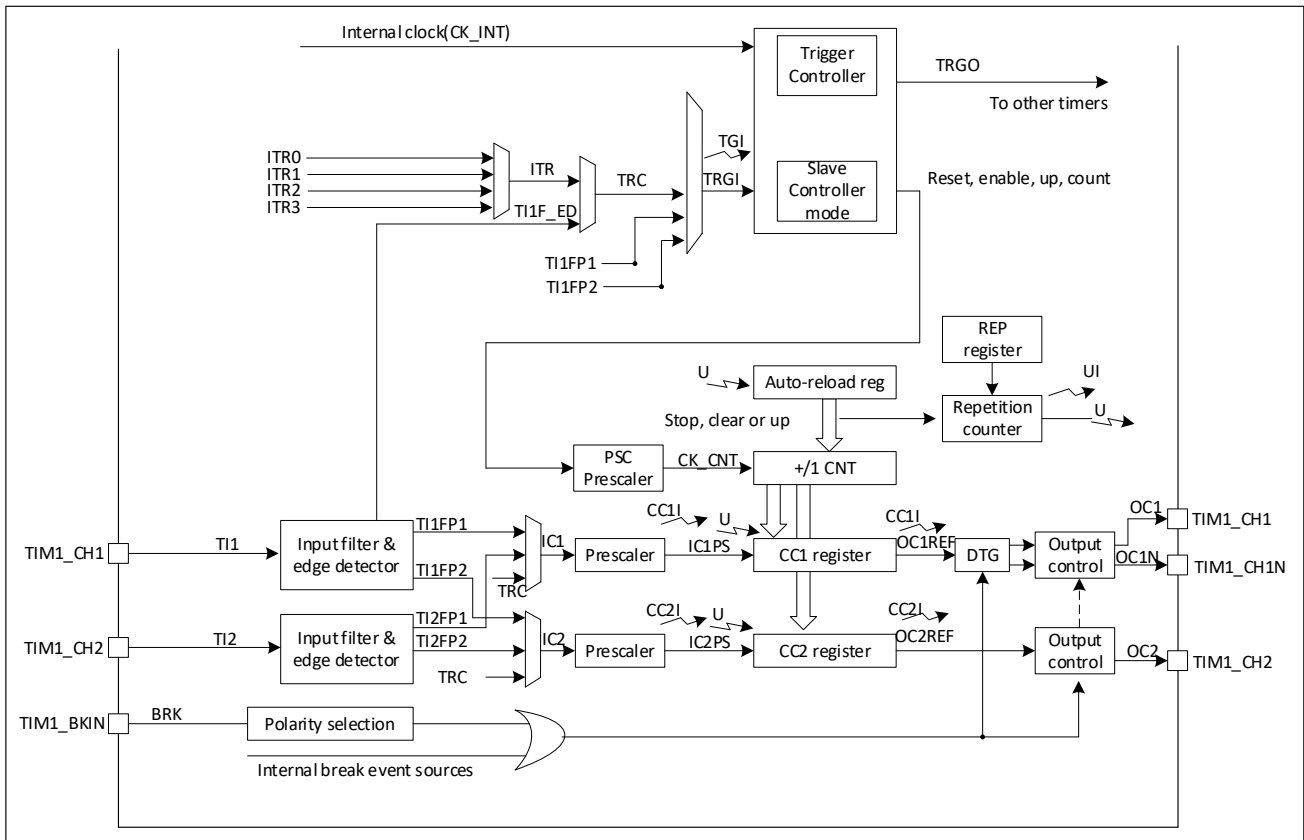 Internal clock(CK_INT)
Trigger
Controller
TRGO
To other timers
TGI
ITR0
ITR1
ITR2
ITR3
ITR
TRC
TRGI
TI1F_ED
Slave
Controller
mode
Reset, enable, up, count
TI1FP1
TI1FP2
REP
register
U
Auto-reload reg
UI
Stop, clear or up
Repetition
counter
U
PSC
Prescaler
CK_CNT
+/1 CNT
TIM1_CH1
TI1
Input filter &
edge detector
TI1FP1
TI1FP2
TRC
IC1
Prescaler
CC1I
U
IC1PS
CC1 register
CC1I
OC1REF
DTG
Output
control
OC1
TIM1_CH1
OC1N
TIM1_CH1N
TIM1_CH2
TI2
Input filter &
edge detector
TI2FP1
TI2FP2
TRC
IC2
Prescaler
CC2I
U
IC2PS
CC2 register
CC2I
OC2REF
Output
control
OC2
TIM1_CH2
TIM1_BKIN
BRK
Polarity selection
Internal break event sources